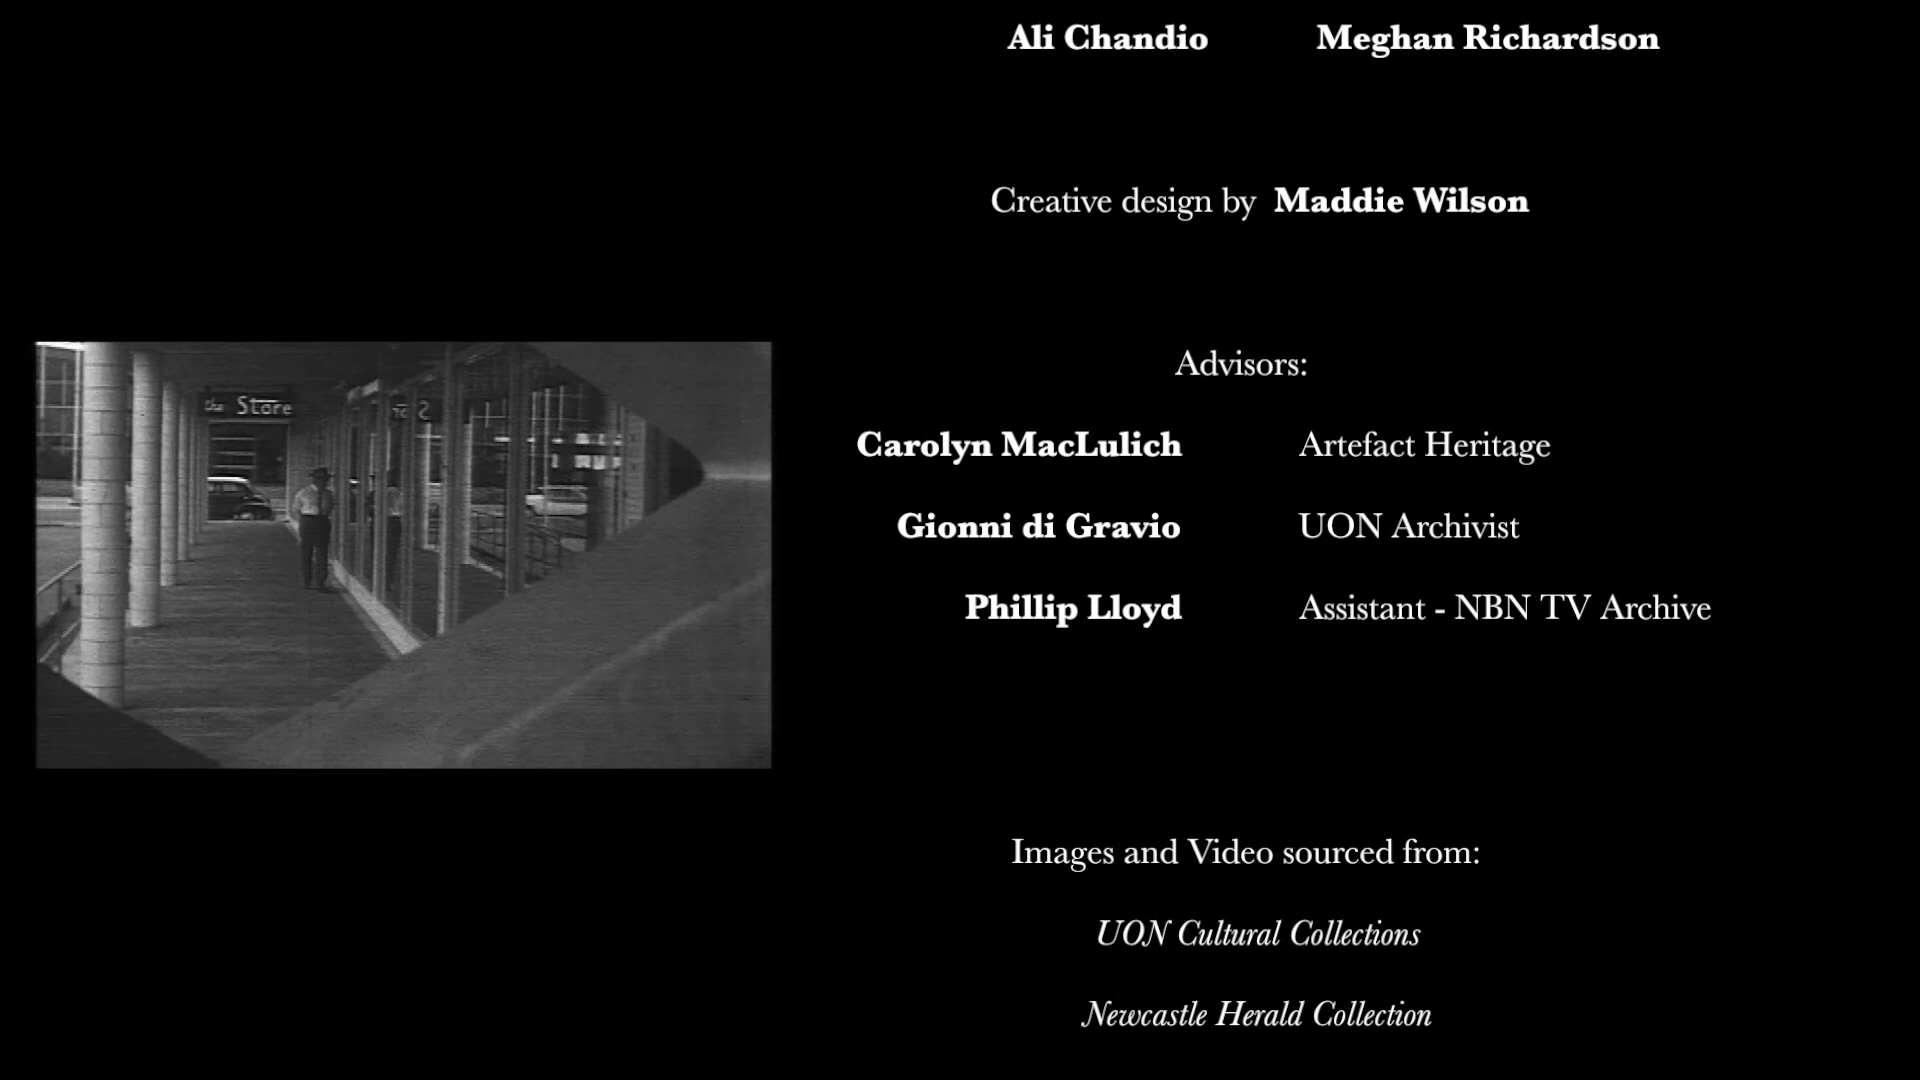 Ali Chandio Meghan Richardson
Creative design by Maddie Wilson
the Store
Advisors:
Carolyn MacLulich Artefact Heritage
Gionni di Gravio UON Archivist
Phillip Lloyd Assistant - NBN TV Archive
Images and Video sourced from:
UON Cultural Collections
Newcastle Herald Collection